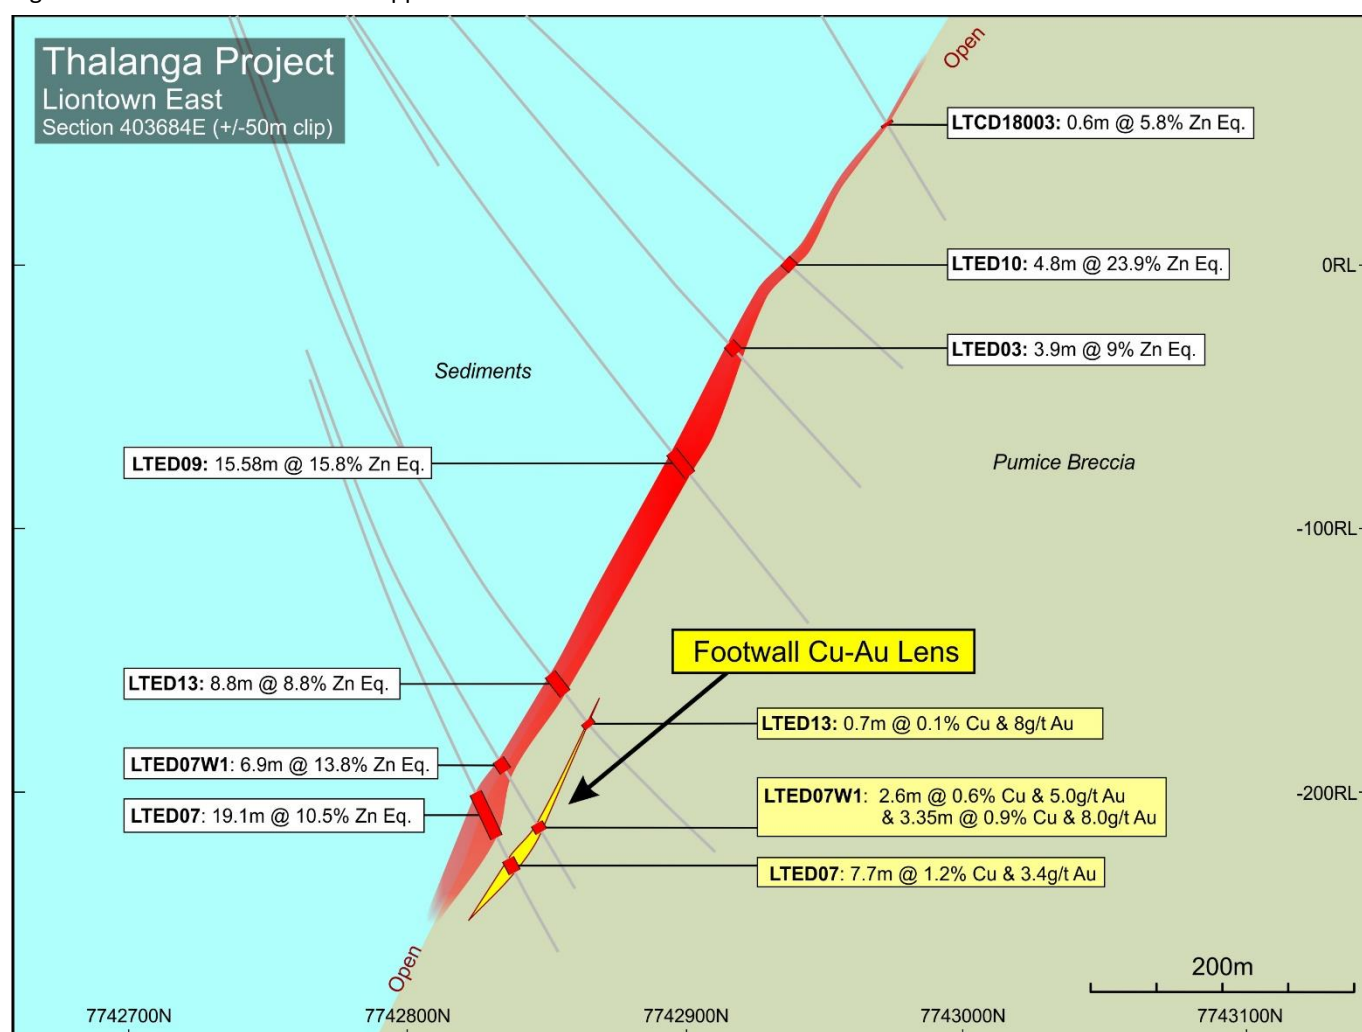 Thalanga Project
Liontown East
Section 403684E (+/-50m clip)
Open
LTCD18003: 0.6m @ 5.8% Zn Eq.
LTED10: 4.8m @ 23.9% Zn Eq.
0RL
LTED03: 3.9m @ 9% Zn Eq.
Sediments
LTED09: 15.58m @ 15.8% Zn Eq.
Pumice Breccia
-100RL
Footwall Cu-Au Lens
LTED13: 8.8m @ 8.8% Zn Eq.
LTED13: 0.7m @ 0.1% Cu & 8g/t Au
LTED07W1: 6.9m @ 13.8% Zn Eq.
LTED07W1: 2.6m @ 0.6% Cu & 5.0g/t Au
& 3.35m @ 0.9% Cu & 8.0g/t Au
-200RL
LTED07: 19.1m @ 10.5% Zn Eq.
LTED07: 7.7m @ 1.2% Cu & 3.4g/t Au
Open
200m
7742700N 7742800N 7742900N 7743000N 7743100N